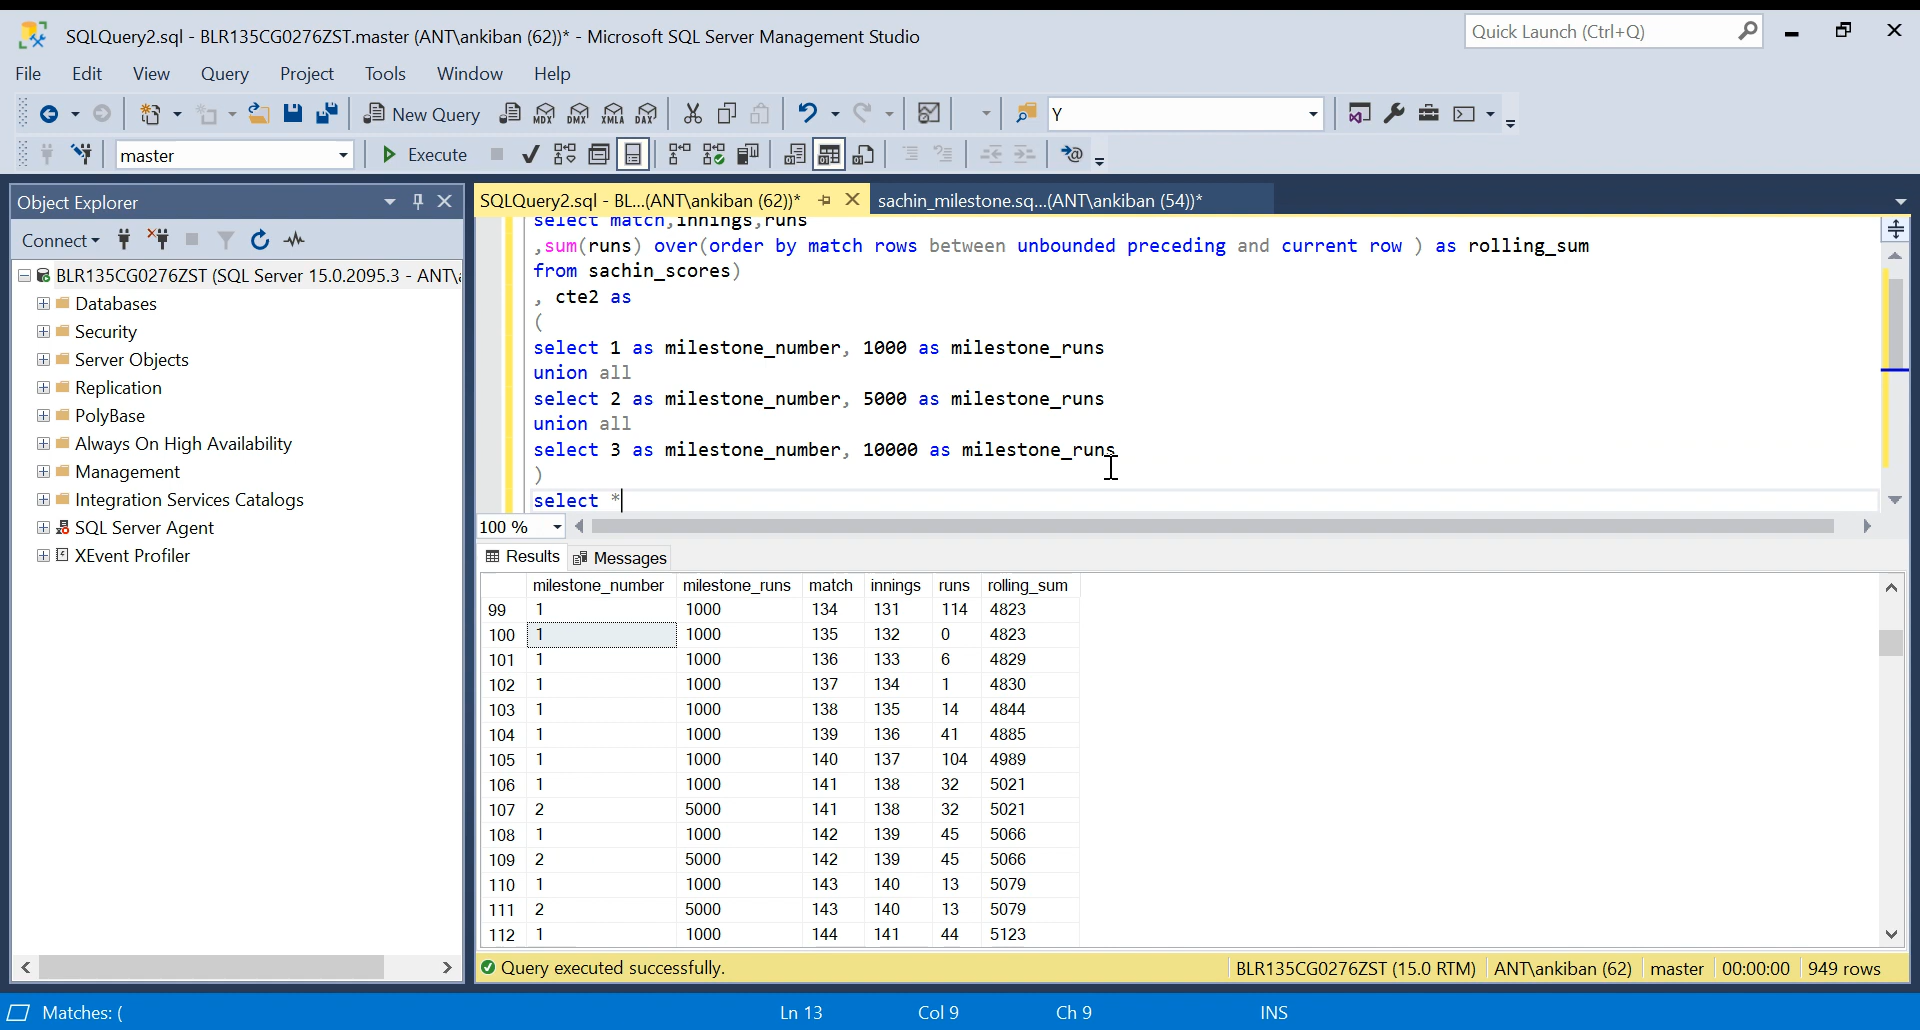 SQLQuery2.sql - BLR135CG0276ZST.master (ANT\ankiban (62))* - Microsoft SQL Server Management Studio
Quick Launch (Ctrl+Q)
File Edit View Query Project Tools Window Help
New Query MDX DMX XMLA DAX Y
master Execute
Object Explorer
SQLQuery2.sql - BL...(ANT\ankiban (62))* sachin_milestone.sq...(ANT\ankiban (54))*
Connect
BLR135CG0276ZST (SQL Server 15.0.2095.3 - ANT\
Databases
Security
Server Objects
Replication
PolyBase
Always On High Availability
Management
Integration Services Catalogs
SQL Server Agent
XEvent Profiler
select match,innings,runs
,sum(runs) over(order by match rows between unbounded preceding and current row ) as rolling_sum
from sachin_scores)
, cte2 as
(
select 1 as milestone_number, 1000 as milestone_runs
union all
select 2 as milestone_number, 5000 as milestone_runs
union all
select 3 as milestone_number, 10000 as milestone_runs
)
select *
100 %
Results Messages
milestone_number milestone_runs match innings runs rolling_sum
99 1 1000 134 131 114 4823
100 1 1000 135 132 0 4823
101 1 1000 136 133 6 4829
102 1 1000 137 134 1 4830
103 1 1000 138 135 14 4844
104 1 1000 139 136 41 4885
105 1 1000 140 137 104 4989
106 1 1000 141 138 32 5021
107 2 5000 141 138 32 5021
108 1 1000 142 139 45 5066
109 2 5000 142 139 45 5066
110 1 1000 143 140 13 5079
111 2 5000 143 140 13 5079
112 1 1000 144 141 44 5123
Query executed successfully. BLR135CG0276ZST (15.0 RTM) ANT\ankiban (62) master 00:00:00 949 rows
Matches: ( Ln 13 Col 9 Ch 9 INS